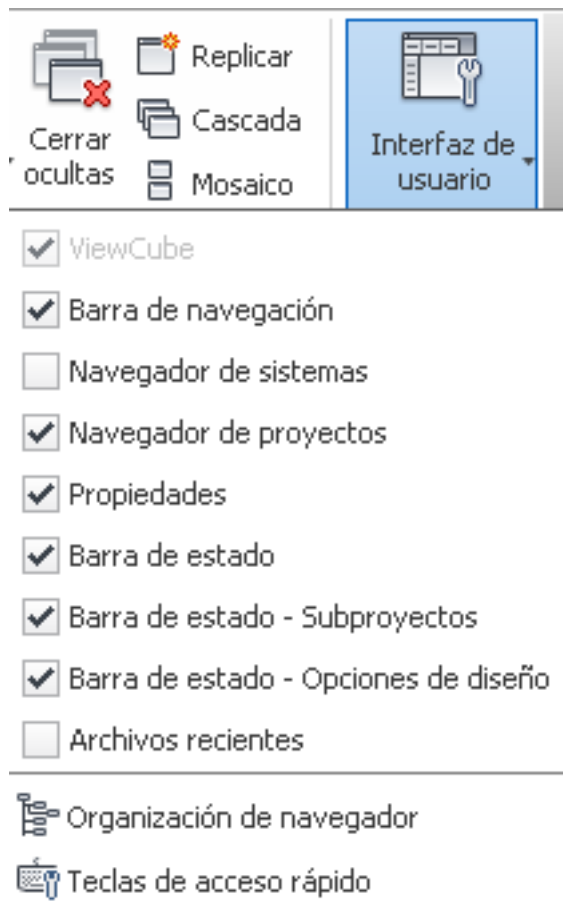 Cerrar
ocultas
Replicar
Cascada
Mosaico
Interfaz de
usuario
ViewCube
Barra de navegación
Navegador de sistemas
Navegador de proyectos
Propiedades
Barra de estado
Barra de estado - Subproyectos
Barra de estado - Opciones de diseño
Archivos recientes
Organización de navegador
Teclas de acceso rápido